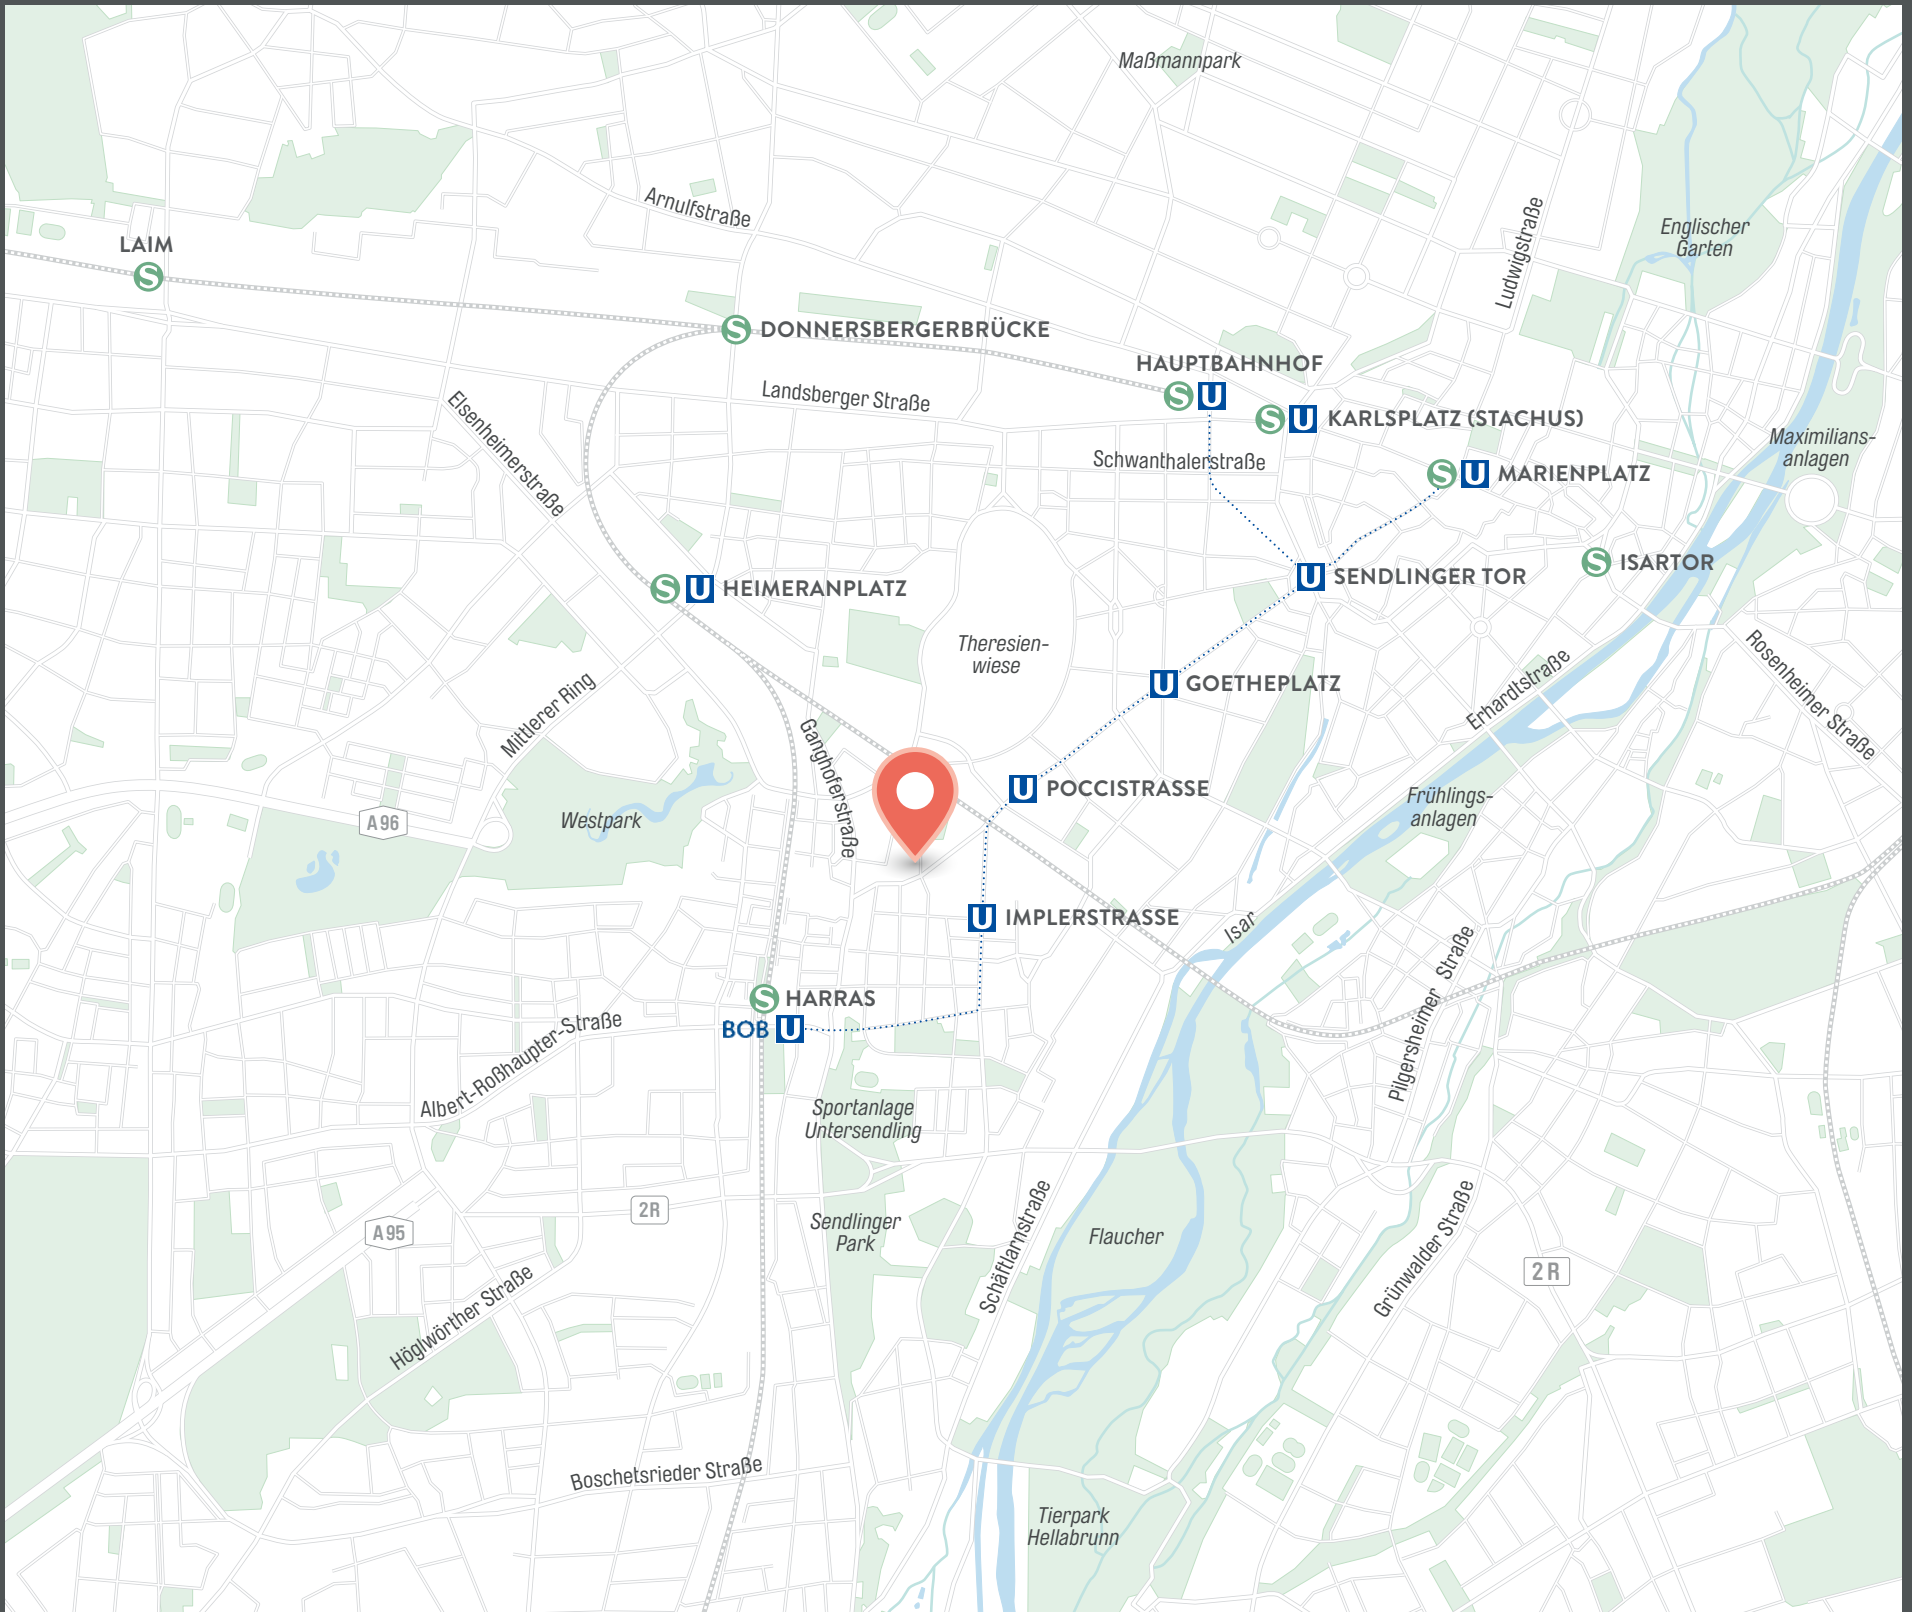 Maßmannpark
Arnulfstraße
Ludwigstraße
Englischer
Garten
LAIM
S
S DONNERSBERGERBRÜCKE
HAUPTBAHNHOF
S U
Landsberger Straße
S U KARLSPLATZ (STACHUS)
Elsenheimerstraße
Maximilians-
anlagen
Schwanthalerstraße
S U MARIENPLATZ
S ISARTOR
U SENDLINGER TOR
S U HEIMERANPLATZ
Theresien-
wiese
Rosenheimer Straße
Erhardtstraße
U GOETHEPLATZ
Mittlerer Ring
Ganghoferstraße
U POCCISTRASSE
Frühlings-
anlagen
A 96
Westpark
U IMPLERSTRASSE
Isar
Pilgersheimer Straße
S HARRAS
BOB U
Albert-Roßhaupter-Straße
Sportanlage
Untersendling
2R
Sendlinger
Park
A 95
Schäftlarnstraße
Flaucher
Grünwalder Straße
2R
Höglwörther Straße
Boschetsrieder Straße
Tierpark
Hellabrunn